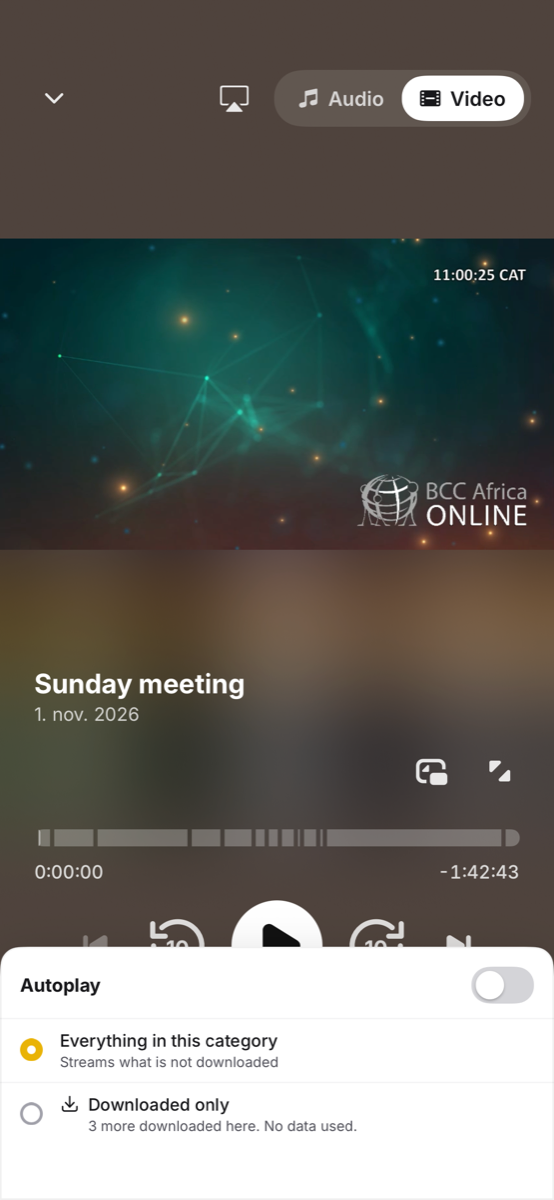 Audio
Video
11:00:25 CAT
BCC Africa
ONLINE
Sunday meeting
1. nov. 2026
0:00:00
-1:42:43
10
10
Autoplay
Everything in this category
Streams what is not downloaded
Downloaded only
3 more downloaded here. No data used.